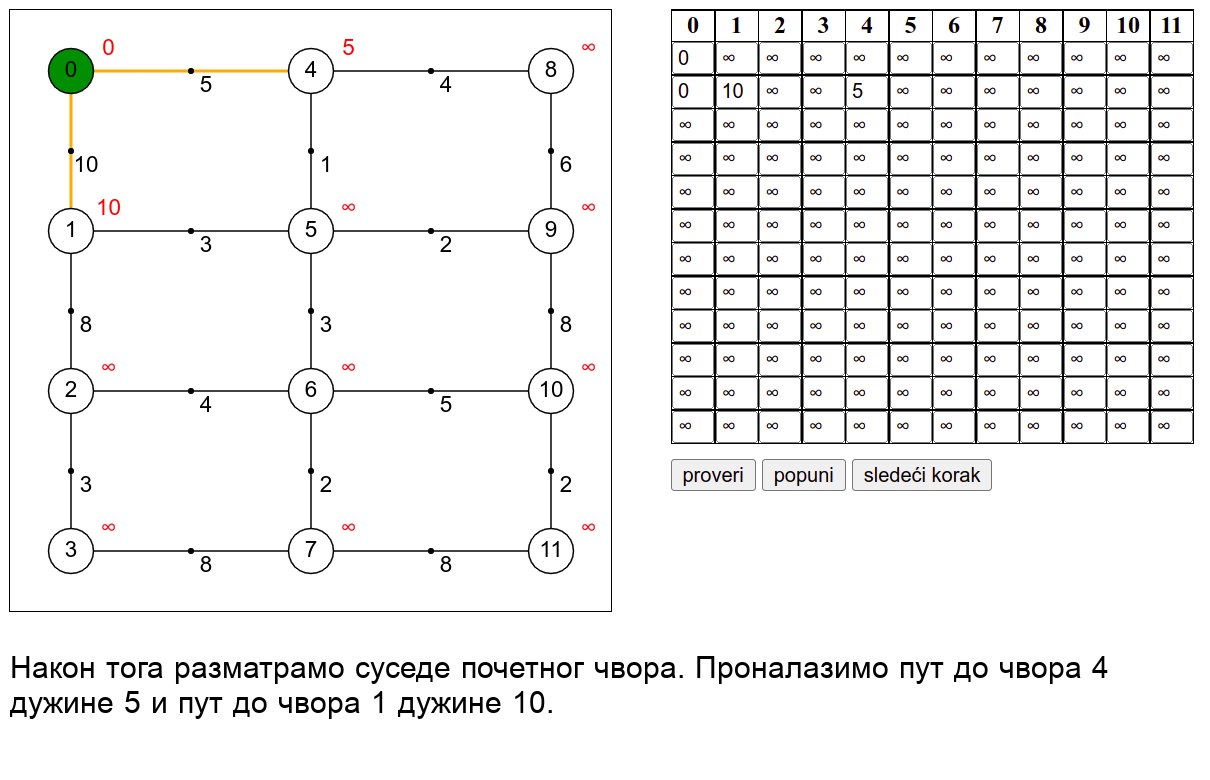 0 0 5 4 5 4 8 ∞
10 1 6
1 10 3 5 ∞ 2 9 ∞
8 3 8
2 ∞ 4 6 ∞ 5 10 ∞
3 2 2
3 ∞ 8 7 ∞ 8 11 ∞
0 1 2 3 4 5 6 7 8 9 10 11
0 ∞ ∞ ∞ ∞ ∞ ∞ ∞ ∞ ∞ ∞ ∞
0 10 ∞ ∞ 5 ∞ ∞ ∞ ∞ ∞ ∞ ∞
∞ ∞ ∞ ∞ ∞ ∞ ∞ ∞ ∞ ∞ ∞ ∞
∞ ∞ ∞ ∞ ∞ ∞ ∞ ∞ ∞ ∞ ∞ ∞
∞ ∞ ∞ ∞ ∞ ∞ ∞ ∞ ∞ ∞ ∞ ∞
∞ ∞ ∞ ∞ ∞ ∞ ∞ ∞ ∞ ∞ ∞ ∞
∞ ∞ ∞ ∞ ∞ ∞ ∞ ∞ ∞ ∞ ∞ ∞
∞ ∞ ∞ ∞ ∞ ∞ ∞ ∞ ∞ ∞ ∞ ∞
∞ ∞ ∞ ∞ ∞ ∞ ∞ ∞ ∞ ∞ ∞ ∞
∞ ∞ ∞ ∞ ∞ ∞ ∞ ∞ ∞ ∞ ∞ ∞
∞ ∞ ∞ ∞ ∞ ∞ ∞ ∞ ∞ ∞ ∞ ∞
∞ ∞ ∞ ∞ ∞ ∞ ∞ ∞ ∞ ∞ ∞ ∞
proveri popuni sledeći korak
Након тога разматрамо суседе почетног чвора. Проналазимо пут до чвора 4
дужине 5 и пут до чвора 1 дужине 10.